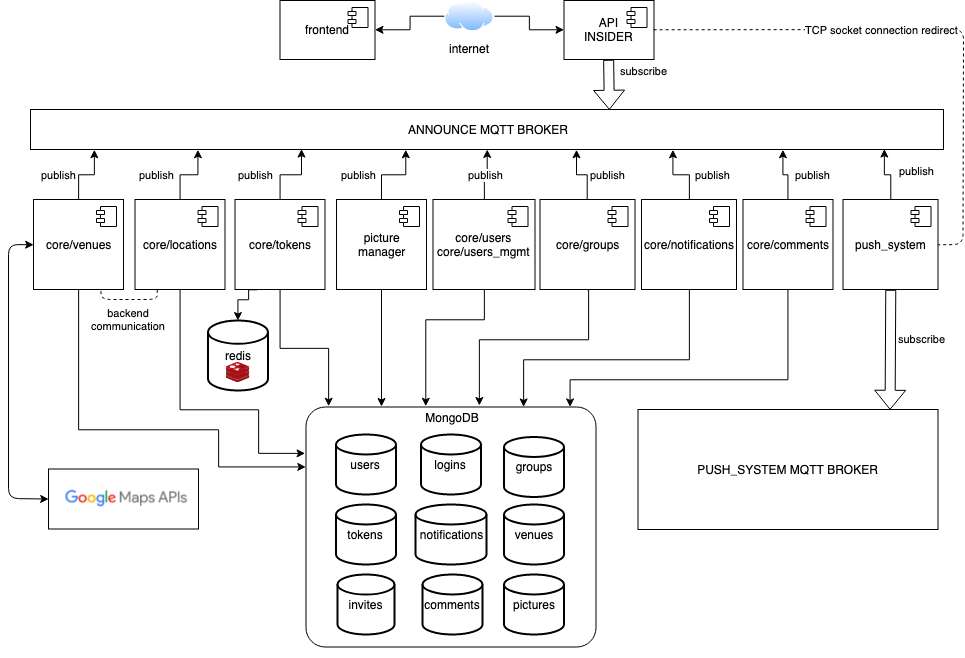 frontend
internet
API
INSIDER
TCP socket connection redirect
subscribe
ANNOUNCE MQTT BROKER
publish
publish
publish
publish
publish
publish
publish
publish
publish
core/venues
core/locations
core/tokens
picture
manager
core/users
core/users_mgmt
core/groups
core/notifications
core/comments
push_system
backend
communication
redis
subscribe
MongoDB
users
logins
groups
PUSH_SYSTEM MQTT BROKER
Google Maps APIs
tokens
notifications
venues
invites
comments
pictures